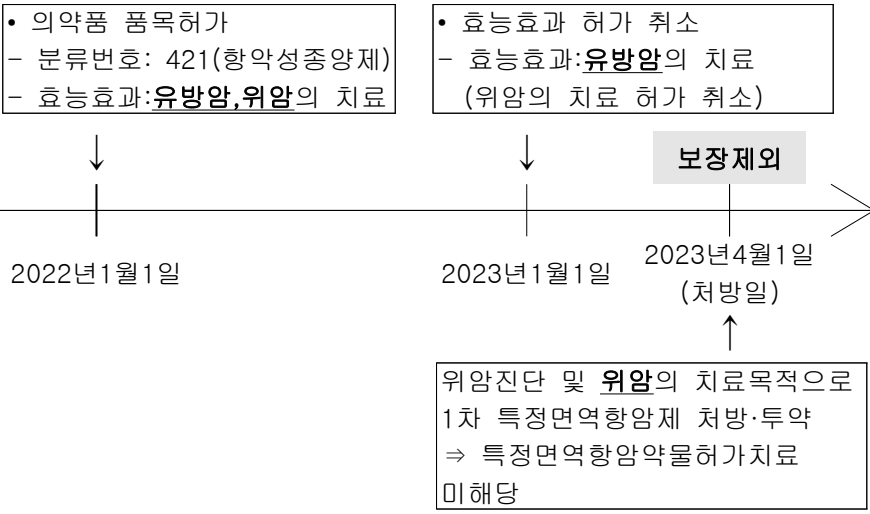 • 의약품 품목허가
- 분류번호: 421(항악성종양제)
- 효능효과:유방암,위암의 치료
• 효능효과 허가 취소
- 효능효과:유방암의 치료
(위암의 치료 허가 취소)
보장제외
2022년1월1일
2023년1월1일
2023년4월1일
(처방일)
위암진단 및 위암의 치료목적으로
1차 특정면역항암제 처방·투약
⇒ 특정면역항암약물허가치료
미해당